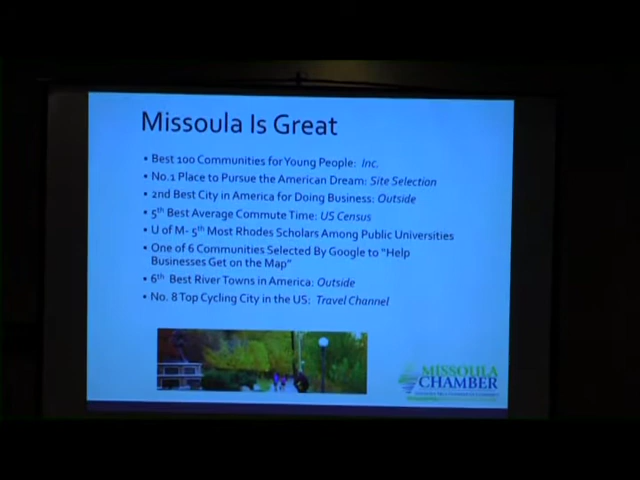 Missoula Is Great
• Best 100 Communities for Young People: Inc.
• No.1 Place to Pursue the American Dream: Site Selection
• 2nd Best City in America for Doing Business: Outside
• 5th Best Average Commute Time: US Census
• U of M- 5th Most Rhodes Scholars Among Public Universities
• One of 6 Communities Selected By Google to "Help
Businesses Get on the Map"
• 6th Best River Towns in America: Outside
• No. 8 Top Cycling City in the US: Travel Channel
MISSOULA
CHAMBER